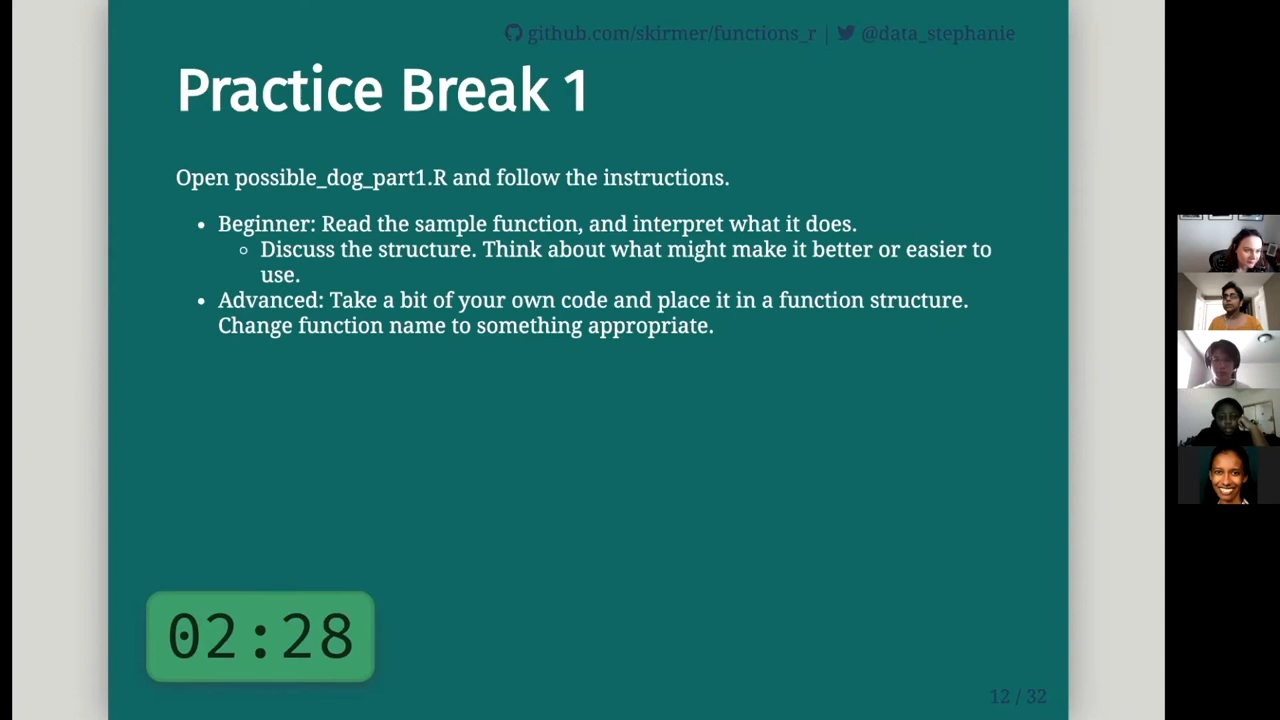 github.com/skirmer/functions_r | @data_stephanie
Practice Break 1
Open possible_dog_part1.R and follow the instructions.
• Beginner: Read the sample function, and interpret what it does.
◦ Discuss the structure. Think about what might make it better or easier to
use.
• Advanced: Take a bit of your own code and place it in a function structure.
Change function name to something appropriate.
02:28
12 / 32